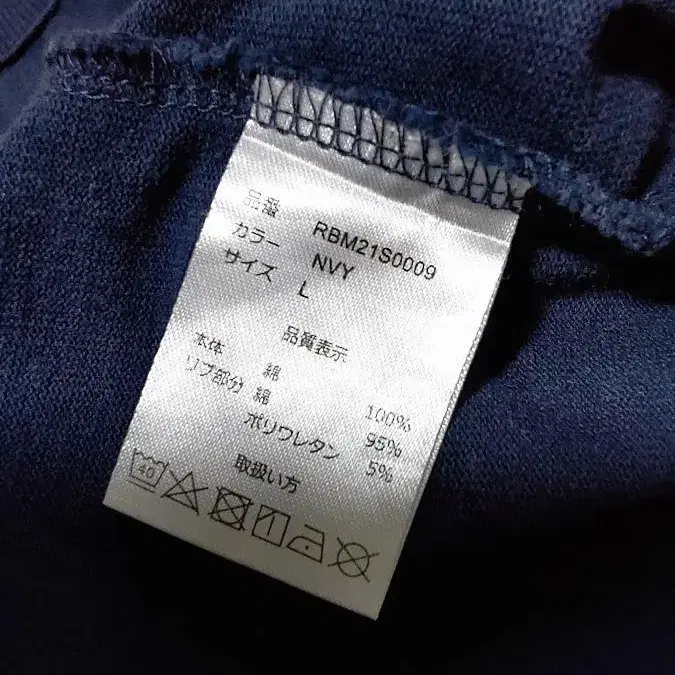 品番 RBM21S0009
カラー NVY
サイズ L
品質表示
本体 綿 100%
リブ部分 綿 95%
ポリウレタン 5%
取扱い方
40